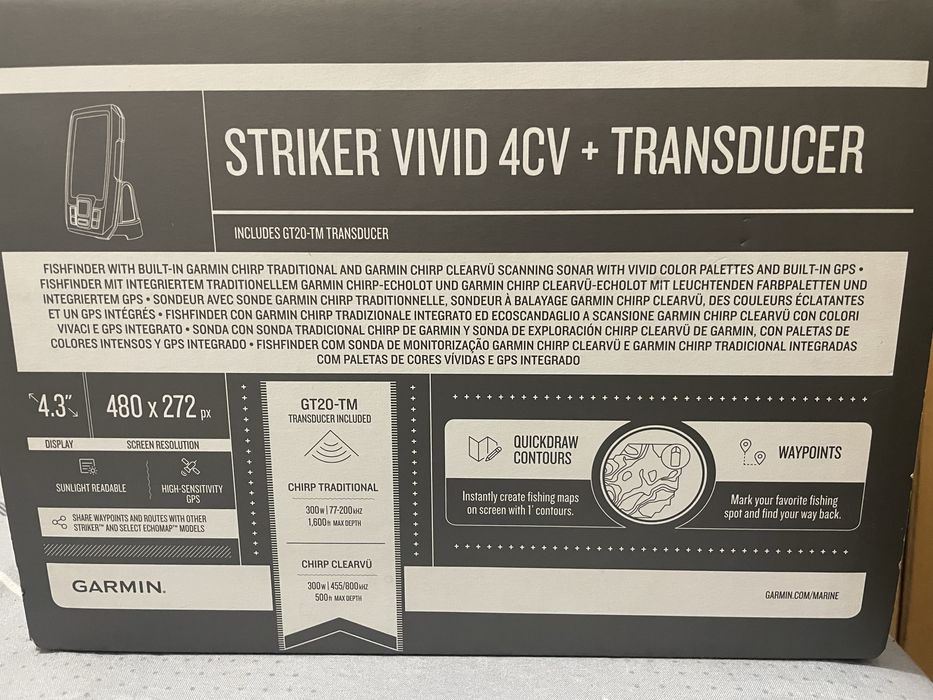 STRIKER™ VIVID 4CV + TRANSDUCER
INCLUDES GT20-TM TRANSDUCER
FISHFINDER WITH BUILT-IN GARMIN CHIRP TRADITIONAL AND GARMIN CHIRP CLEARVÜ SCANNING SONAR WITH VIVID COLOR PALETTES AND BUILT-IN GPS •
FISHFINDER MIT INTEGRIERTEM TRADITIONELLEM GARMIN CHIRP-ECHOLOT UND GARMIN CHIRP CLEARVÜ-ECHOLOT MIT LEUCHTENDEN FARBPALETTEN UND
INTEGRIERTEM GPS • SONDEUR AVEC SONDE GARMIN CHIRP TRADITIONNELLE, SONDEUR À BALAYAGE GARMIN CHIRP CLEARVÜ, DES COULEURS ÉCLATANTES
ET UN GPS INTÉGRÉS • FISHFINDER CON GARMIN CHIRP TRADIZIONALE INTEGRATO ED ECOSCANDAGLIO A SCANSIONE GARMIN CHIRP CLEARVÜ CON COLORI
VIVACI E GPS INTEGRATO • SONDA CON SONDA TRADICIONAL CHIRP DE GARMIN Y SONDA DE EXPLORACIÓN CHIRP CLEARVÜ DE GARMIN, CON PALETAS DE
COLORES INTENSOS Y GPS INTEGRADO • FISHFINDER COM SONDA DE MONITORIZAÇÃO GARMIN CHIRP CLEARVÜ E GARMIN CHIRP TRADICIONAL INTEGRADAS
COM PALETAS DE CORES VÍVIDAS E GPS INTEGRADO
4.3"
DISPLAY
480 x 272 px
SCREEN RESOLUTION
SUNLIGHT READABLE
HIGH-SENSITIVITY
GPS
SHARE WAYPOINTS AND ROUTES WITH OTHER
STRIKER™ AND SELECT ECHOMAP™ MODELS
GT20-TM
TRANSDUCER INCLUDED
CHIRP TRADITIONAL
300w | 77-200kHz
1,600ft MAX DEPTH
CHIRP CLEARVÜ
300w | 455/800kHz
500ft MAX DEPTH
QUICKDRAW
CONTOURS
Instantly create fishing maps
on screen with 1' contours.
WAYPOINTS
Mark your favorite fishing
spot and find your way back.
GARMIN.
GARMIN.COM/MARINE